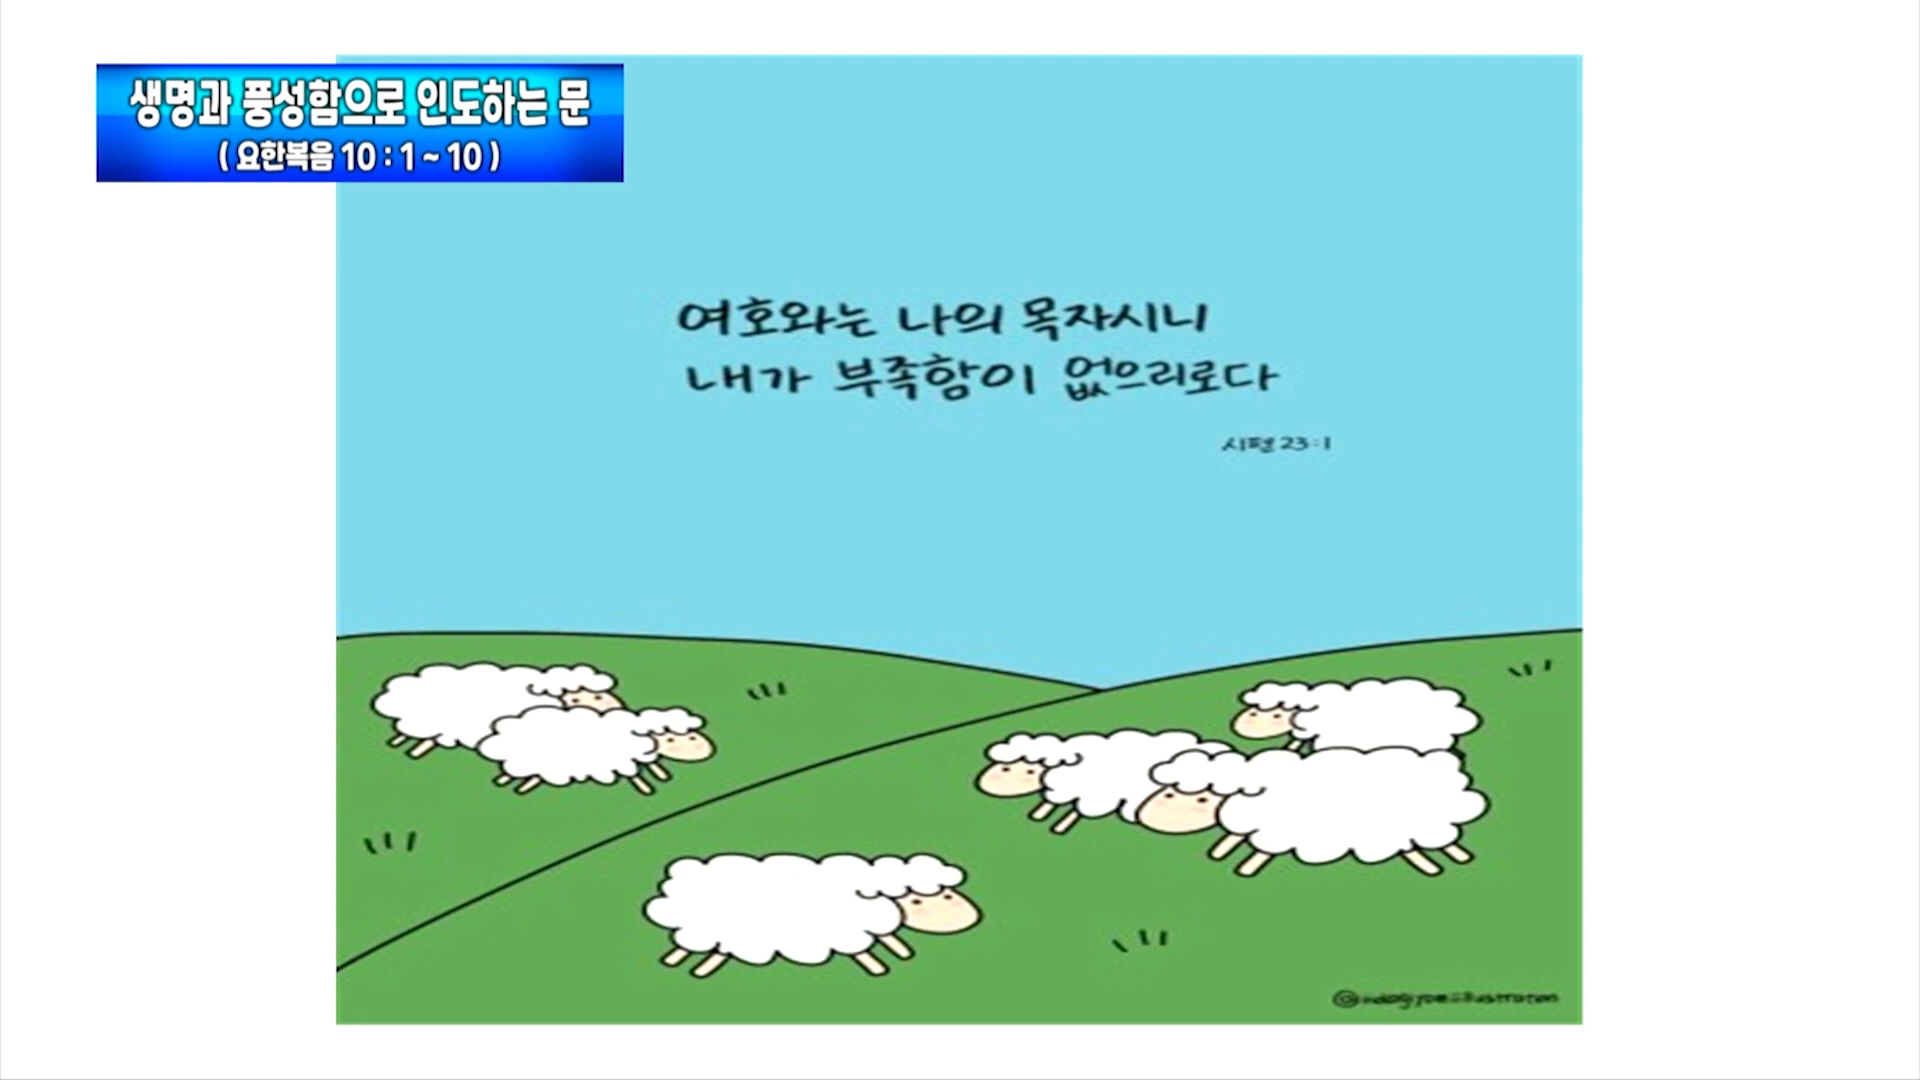 생명과 풍성함으로 인도하는 문
( 요한복음 10 : 1 ~ 10 )
여호와는 나의 목자시니
내가 부족함이 없으리로다
시편 23:1